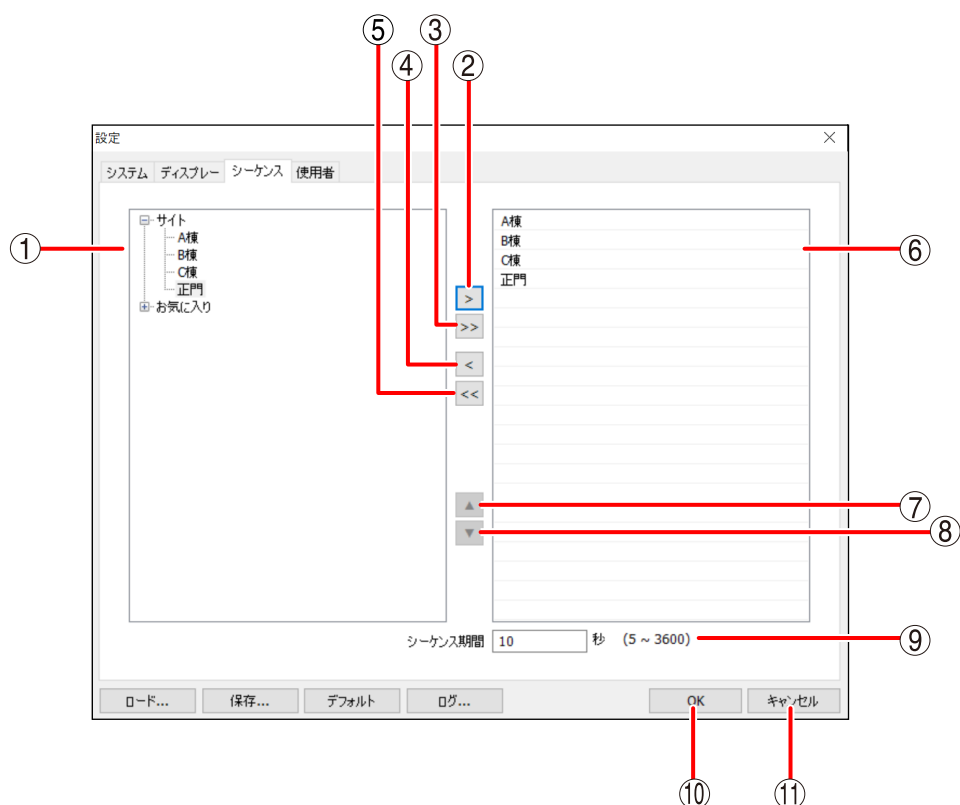 ⑤ ③
④ ②
設定
システム ディスプレー シーケンス 使用者
① サイト
A棟
B棟
C棟
正門
お気に入り
>
>>
<
<<
A棟
B棟
C棟
正門
⑥
▲ ⑦
▼ ⑧
シーケンス期間 10 秒 (5 ~ 3600) ⑨
ロード... 保存... デフォルト ログ... OK キャンセル
⑩ ⑪